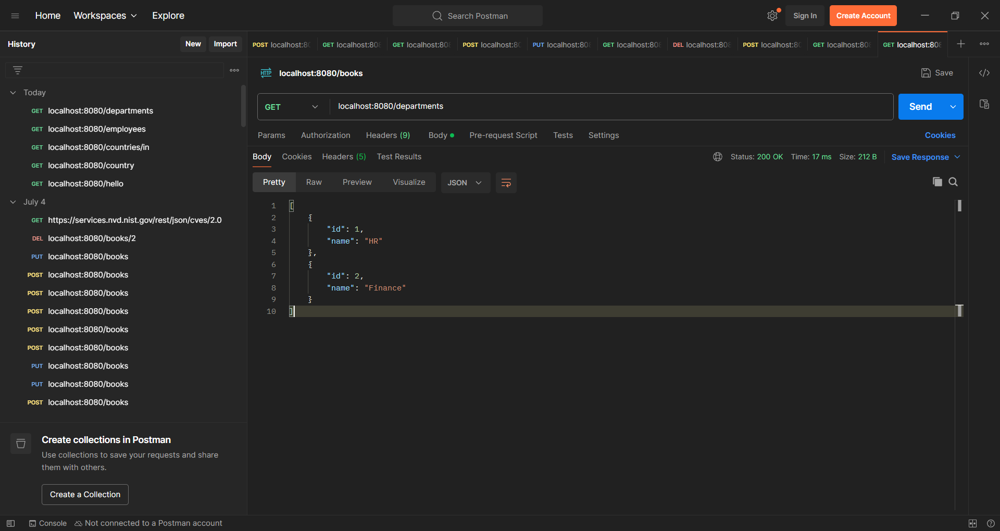 Home Workspaces Explore Search Postman Sign In Create Account
History New Import
POST localhost:80 GET localhost:808 GET localhost:808 POST localhost:80 PUT localhost:808 GET localhost:808 DEL localhost:808 POST localhost:80 GET localhost:808 GET localhost:808
HTTP localhost:8080/books Save
Today
GET localhost:8080/departments
GET localhost:8080/employees
GET localhost:8080/countries/in
GET localhost:8080/country
GET localhost:8080/hello
July 4
GET https://services.nvd.nist.gov/rest/json/cves/2.0
DEL localhost:8080/books/2
PUT localhost:8080/books
POST localhost:8080/books
POST localhost:8080/books
POST localhost:8080/books
POST localhost:8080/books
POST localhost:8080/books
PUT localhost:8080/books
PUT localhost:8080/books
POST localhost:8080/books
Create collections in Postman
Use collections to save your requests and share
them with others.
Create a Collection
GET localhost:8080/departments Send
Params Authorization Headers (9) Body Pre-request Script Tests Settings Cookies
Body Cookies Headers (5) Test Results Status: 200 OK Time: 17 ms Size: 212 B Save Response
Pretty Raw Preview Visualize JSON
1 [
2 {
3 "id": 1,
4 "name": "HR"
5 },
6 {
7 "id": 2,
8 "name": "Finance"
9 }
10 ]
Console Not connected to a Postman account